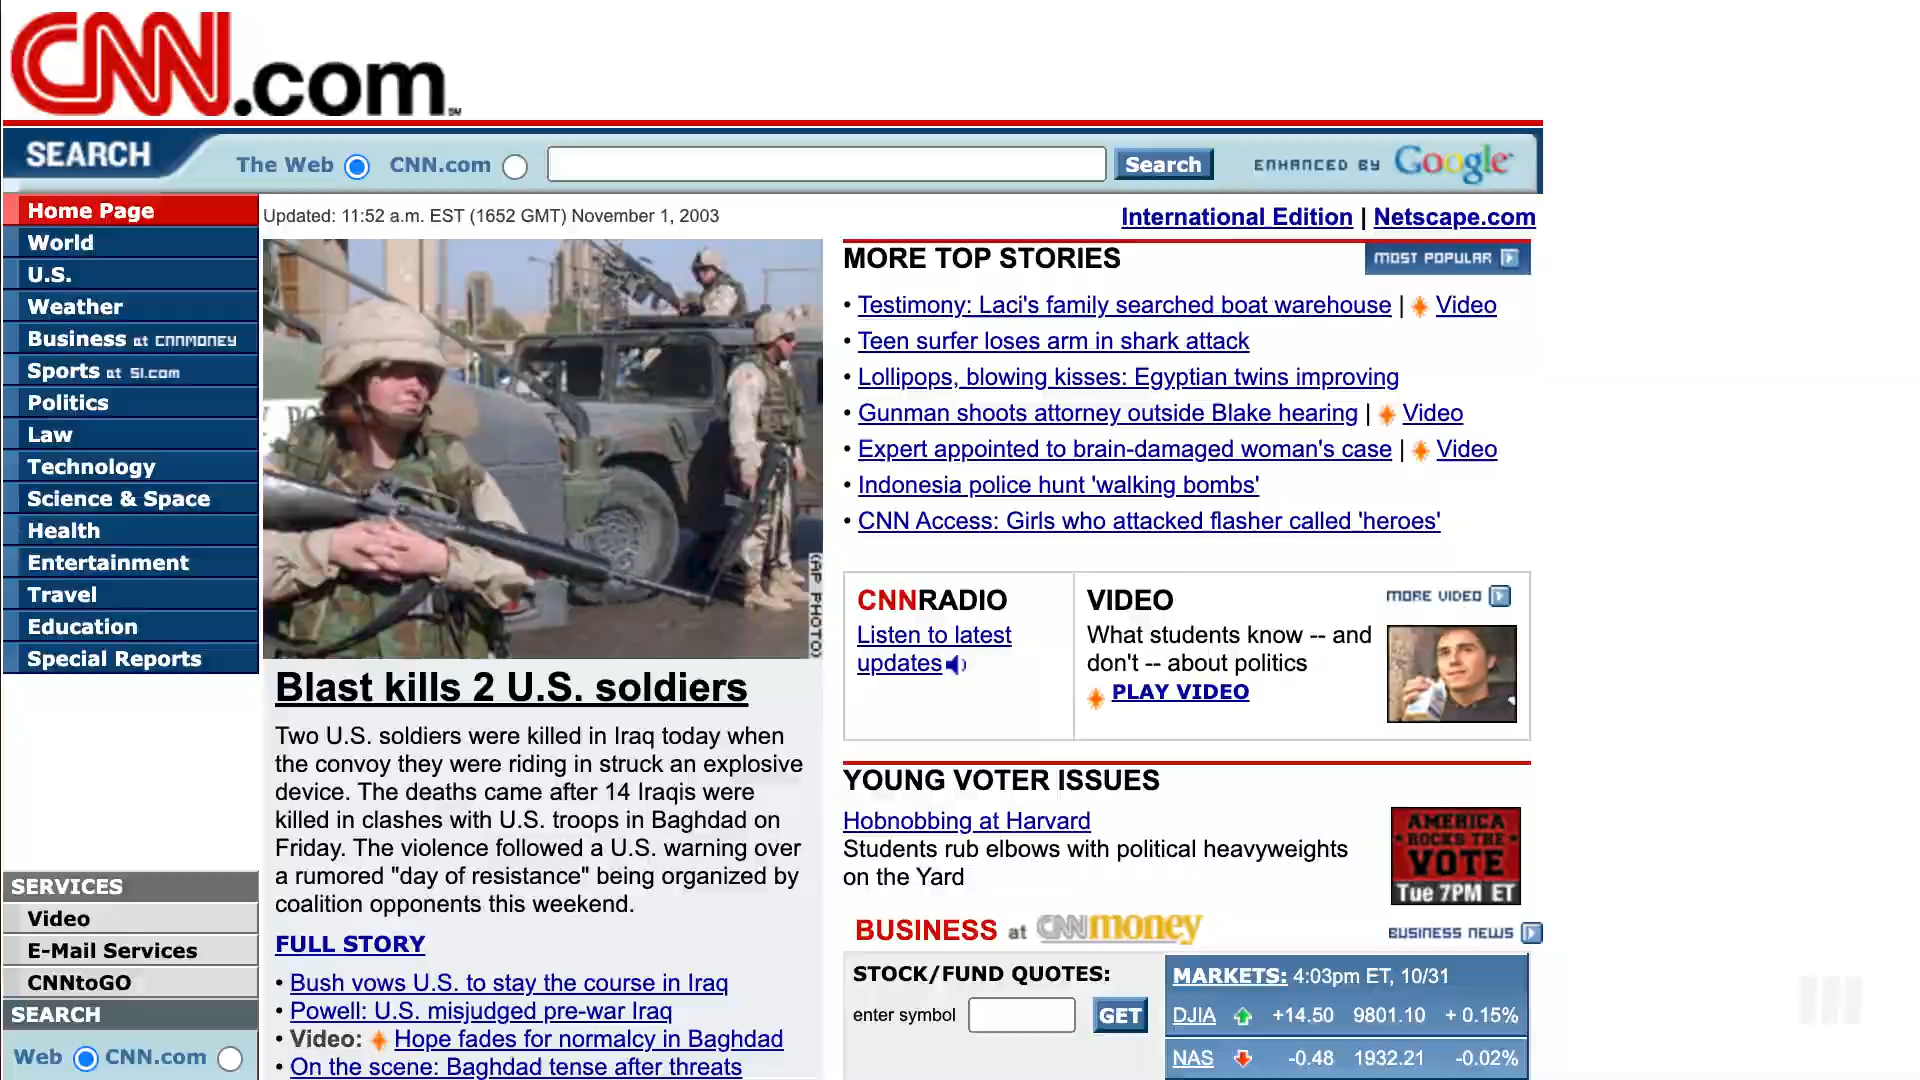 CNN.com
SEARCH
The Web
CNN.com
Search
ENHANCED BY Google
Home Page
World
U.S.
Weather
Business at CNNMONEY
Sports at SI.com
Politics
Law
Technology
Science & Space
Health
Entertainment
Travel
Education
Special Reports
SERVICES
Video
E-Mail Services
CNNtoGO
SEARCH
Web CNN.com
Updated: 11:52 a.m. EST (1652 GMT) November 1, 2003
International Edition | Netscape.com
(AP PHOTO)
Blast kills 2 U.S. soldiers
Two U.S. soldiers were killed in Iraq today when
the convoy they were riding in struck an explosive
device. The deaths came after 14 Iraqis were
killed in clashes with U.S. troops in Baghdad on
Friday. The violence followed a U.S. warning over
a rumored "day of resistance" being organized by
coalition opponents this weekend.
FULL STORY
• Bush vows U.S. to stay the course in Iraq
• Powell: U.S. misjudged pre-war Iraq
• Video: Hope fades for normalcy in Baghdad
• On the scene: Baghdad tense after threats
MORE TOP STORIES
MOST POPULAR
• Testimony: Laci's family searched boat warehouse | Video
• Teen surfer loses arm in shark attack
• Lollipops, blowing kisses: Egyptian twins improving
• Gunman shoots attorney outside Blake hearing | Video
• Expert appointed to brain-damaged woman's case | Video
• Indonesia police hunt 'walking bombs'
• CNN Access: Girls who attacked flasher called 'heroes'
CNNRADIO
Listen to latest
updates
VIDEO
MORE VIDEO
What students know -- and
don't -- about politics
PLAY VIDEO
YOUNG VOTER ISSUES
Hobnobbing at Harvard
Students rub elbows with political heavyweights
on the Yard
AMERICA
ROCKS THE
VOTE
Tue 7PM ET
BUSINESS at CNNmoney
BUSINESS NEWS
STOCK/FUND QUOTES:
enter symbol
GET
MARKETS: 4:03pm ET, 10/31
DJIA +14.50 9801.10 + 0.15%
NAS -0.48 1932.21 -0.02%